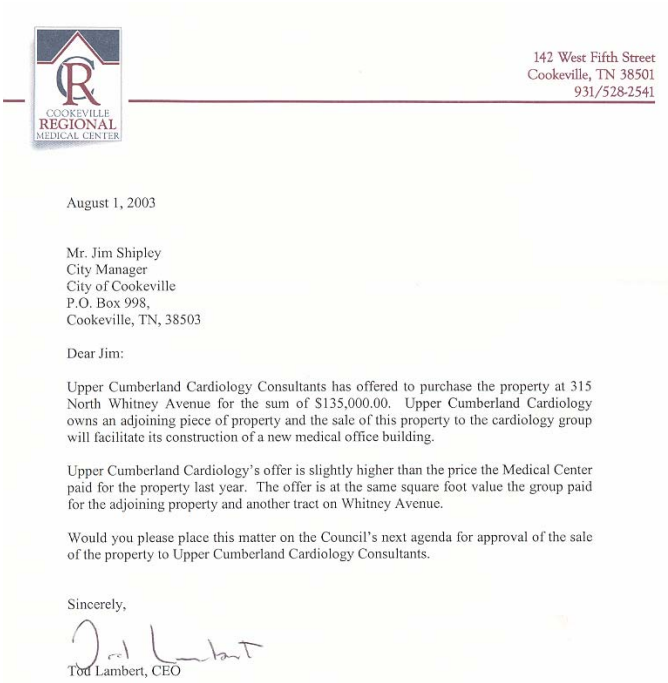 CR
COOKEVILLE
REGIONAL
MEDICAL CENTER
142 West Fifth Street
Cookeville, TN 38501
931/528-2541
August 1, 2003
Mr. Jim Shipley
City Manager
City of Cookeville
P.O. Box 998,
Cookeville, TN, 38503
Dear Jim:
Upper Cumberland Cardiology Consultants has offered to purchase the property at 315
North Whitney Avenue for the sum of $135,000.00. Upper Cumberland Cardiology
owns an adjoining piece of property and the sale of this property to the cardiology group
will facilitate its construction of a new medical office building.
Upper Cumberland Cardiology's offer is slightly higher than the price the Medical Center
paid for the property last year. The offer is at the same square foot value the group paid
for the adjoining property and another tract on Whitney Avenue.
Would you please place this matter on the Council's next agenda for approval of the sale
of the property to Upper Cumberland Cardiology Consultants.
Sincerely,
Tod Lambert
Tod Lambert, CEO